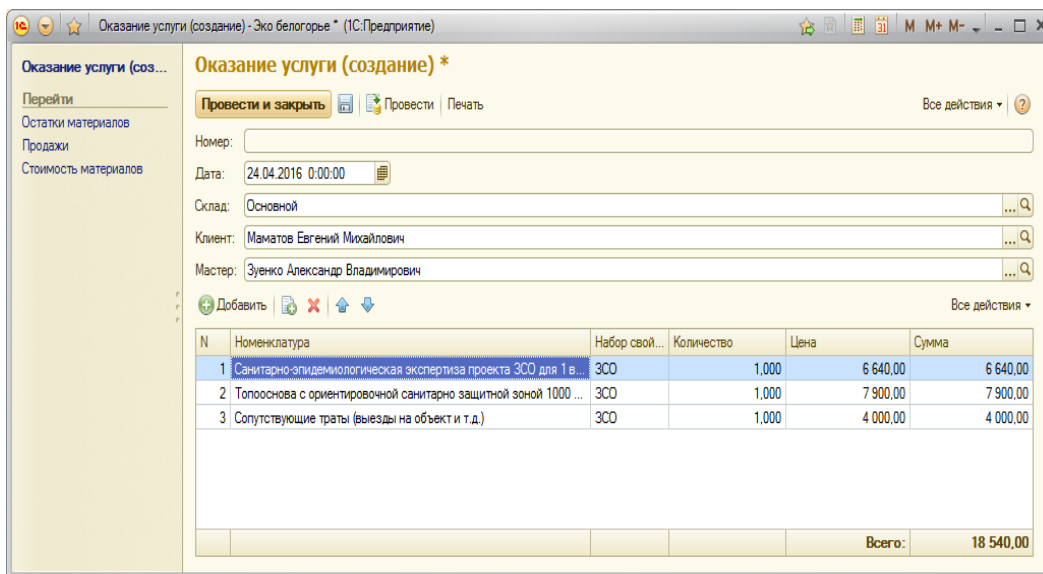 Оказание услуги (создание) - Эко белогорье * (1С:Предприятие)
M M+ M-
Оказание услуги (соз...
Перейти
Остатки материалов
Продажи
Стоимость материалов
Оказание услуги (создание) *
Провести и закрыть Провести Печать Все действия
Номер:
Дата: 24.04.2016 0:00:00
Склад: Основной
Клиент: Маматов Евгений Михайлович
Мастер: Зуенко Александр Владимирович
Добавить Все действия
N Номенклатура Набор свой... Количество Цена Сумма
1 Санитарно-эпидемиологическая экспертиза проекта ЗСО для 1 в... ЗСО 1,000 6 640,00 6 640,00
2 Топооснова с ориентировочной санитарно защитной зоной 1000 ... ЗСО 1,000 7 900,00 7 900,00
3 Сопутствующие траты (выезды на объект и т.д.) ЗСО 1,000 4 000,00 4 000,00
Всего: 18 540,00